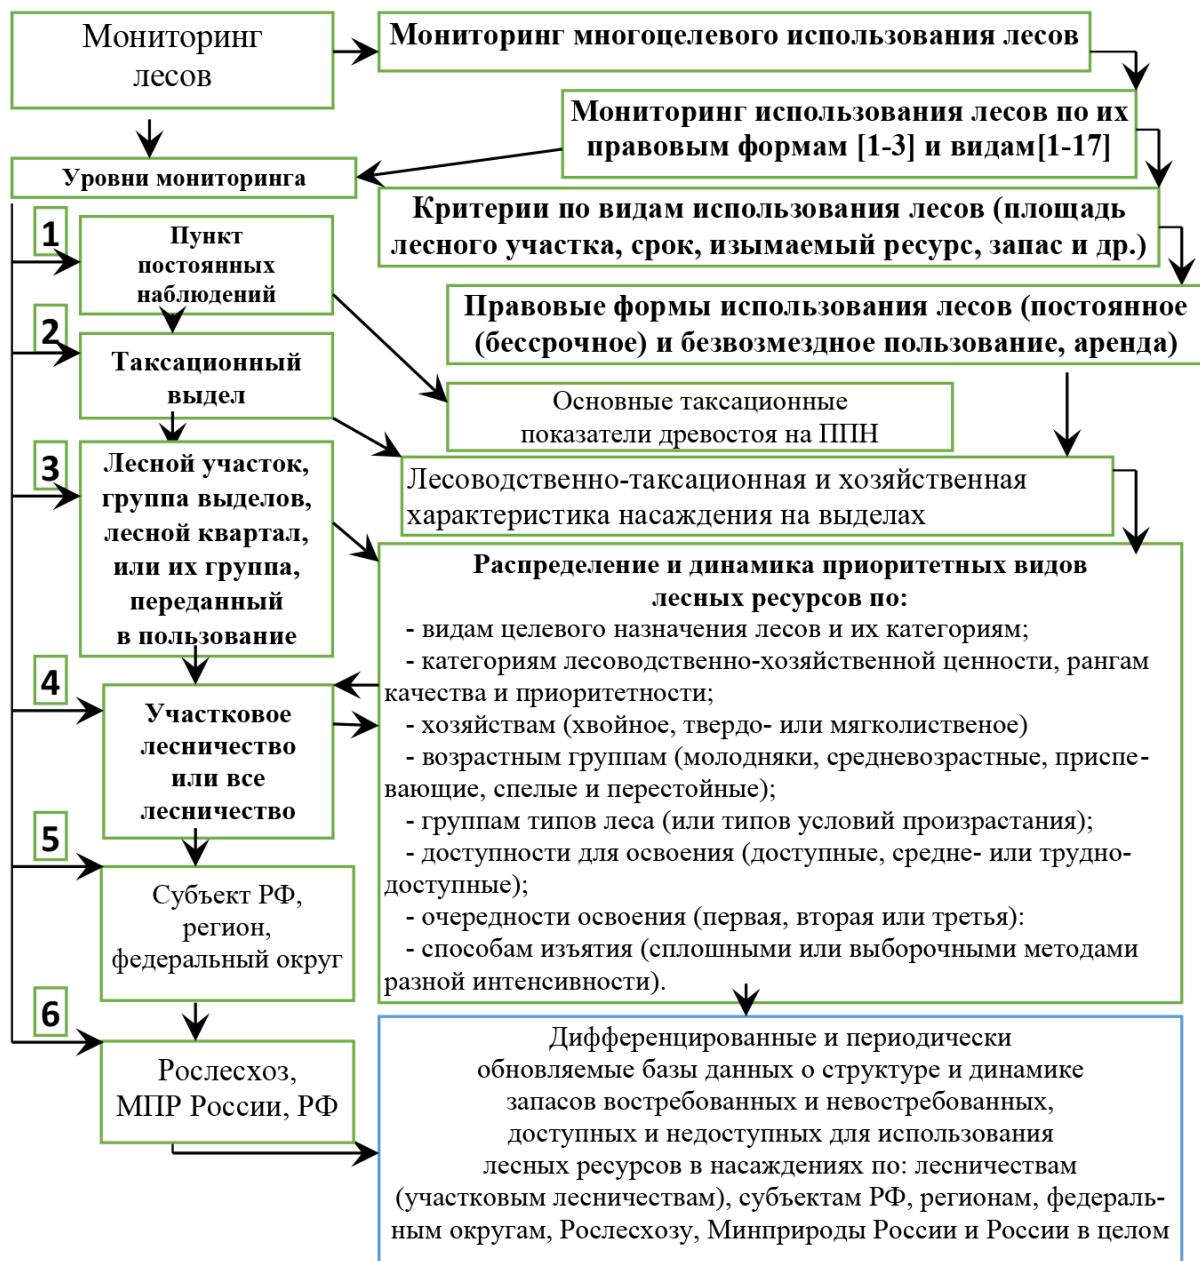 Мониторинг
лесов
Мониторинг многоцелевого использования лесов
Мониторинг использования лесов по их
правовым формам [1-3] и видам[1-17]
Уровни мониторинга
Критерии по видам использования лесов (площадь
лесного участка, срок, изымаемый ресурс, запас и др.)
Правовые формы использования лесов (постоянное
(бессрочное) и безвозмездное пользование, аренда)
1
Пункт
постоянных
наблюдений
2
Таксационный
выдел
Основные таксационные
показатели древостоя на ППН
Лесоводственно-таксационная и хозяйственная
характеристика насаждения на выделах
3
Лесной участок,
группа выделов,
лесной квартал,
или их группа,
переданный
в пользование
Распределение и динамика приоритетных видов
лесных ресурсов по:
- видам целевого назначения лесов и их категориям;
- категориям лесоводственно-хозяйственной ценности, рангам
качества и приоритетности;
- хозяйствам (хвойное, твердо- или мягколиственое)
- возрастным группам (молодняки, средневозрастные, приспе-
вающие, спелые и перестойные);
- группам типов леса (или типов условий произрастания);
- доступности для освоения (доступные, средне- или трудно-
доступные);
- очередности освоения (первая, вторая или третья):
- способам изъятия (сплошными или выборочными методами
разной интенсивности).
4
Участковое
лесничество
или все
лесничество
5
Субъект РФ,
регион,
федеральный округ
6
Рослесхоз,
МПР России, РФ
Дифференцированные и периодически
обновляемые базы данных о структуре и динамике
запасов востребованных и невостребованных,
доступных и недоступных для использования
лесных ресурсов в насаждениях по: лесничествам
(участковым лесничествам), субъектам РФ, регионам, федераль-
ным округам, Рослесхозу, Минприроды России и России в целом